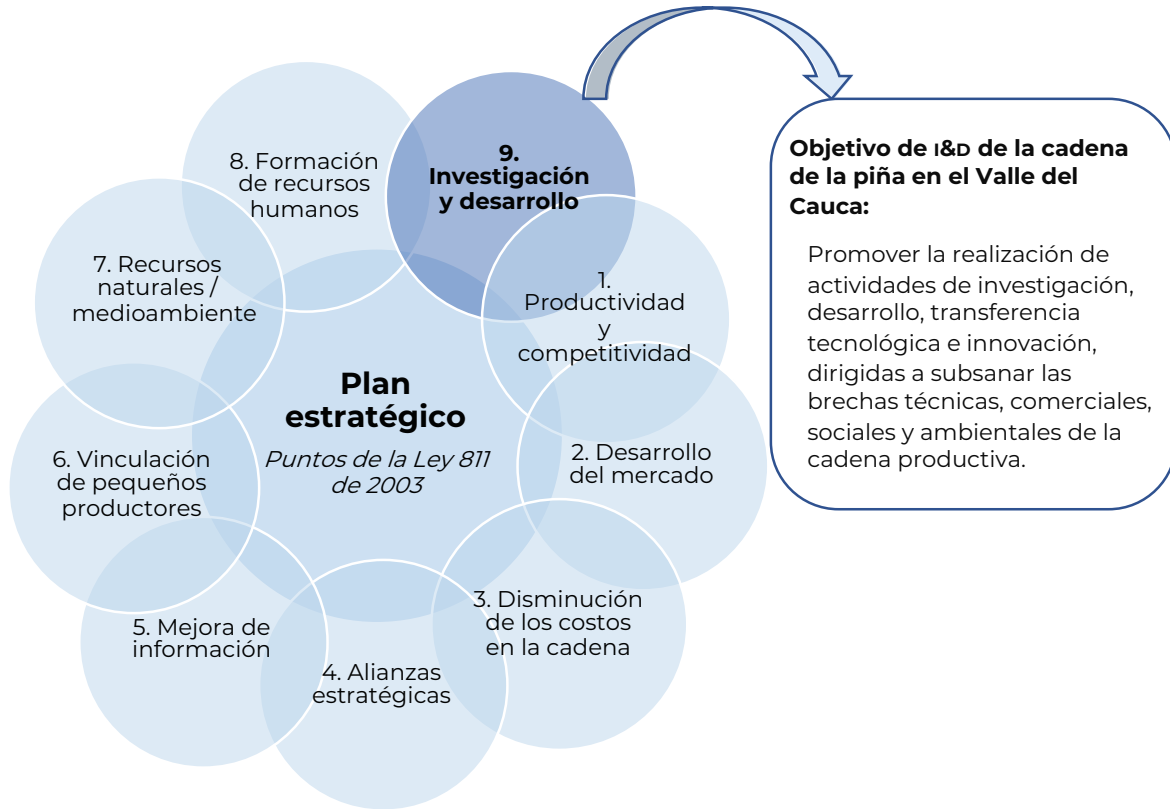 8. Formación
de recursos
humanos
9.
Investigación
y desarrollo
7. Recursos
naturales /
medioambiente
1.
Productividad
y
competitividad
Plan
estratégico
Puntos de la Ley 811
de 2003
6. Vinculación
de pequeños
productores
2. Desarrollo
del mercado
5. Mejora de
información
4. Alianzas
estratégicas
3. Disminución
de los costos
en la cadena
Objetivo de I&D de la cadena
de la piña en el Valle del
Cauca:
Promover la realización de
actividades de investigación,
desarrollo, transferencia
tecnológica e innovación,
dirigidas a subsanar las
brechas técnicas, comerciales,
sociales y ambientales de la
cadena productiva.